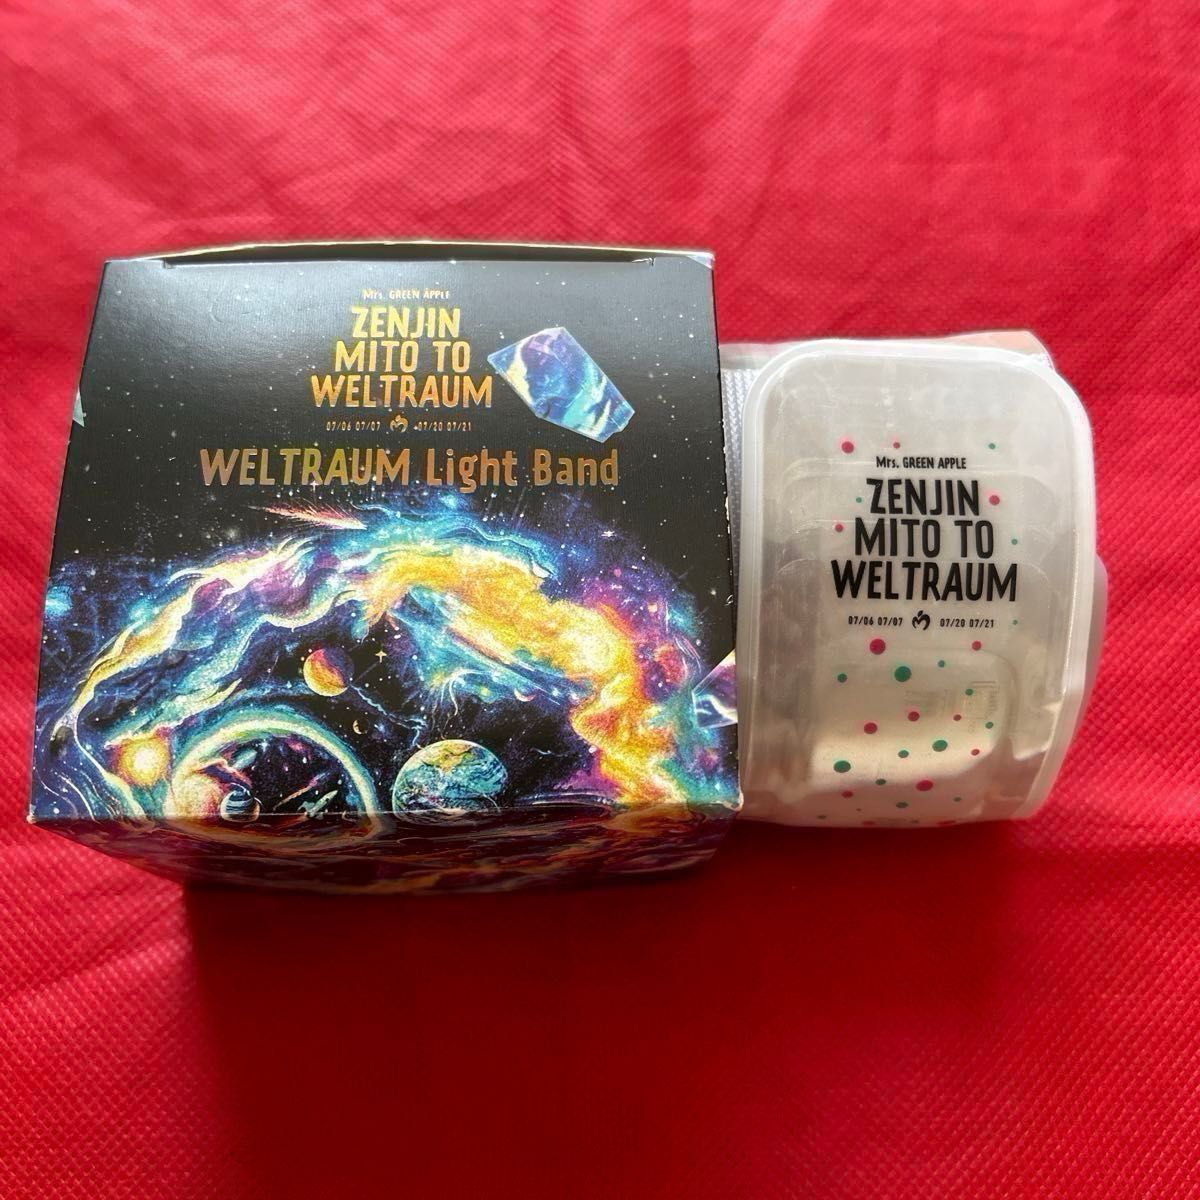 Mrs. GREEN APPLE
ZENJIN
MITO TO
WELTRAUM
07/06 07/07 07/20 07/21
WELTRAUM Light Band
Mrs. GREEN APPLE
ZENJIN
MITO TO
WELTRAUM
07/06 07/07 07/20 07/21